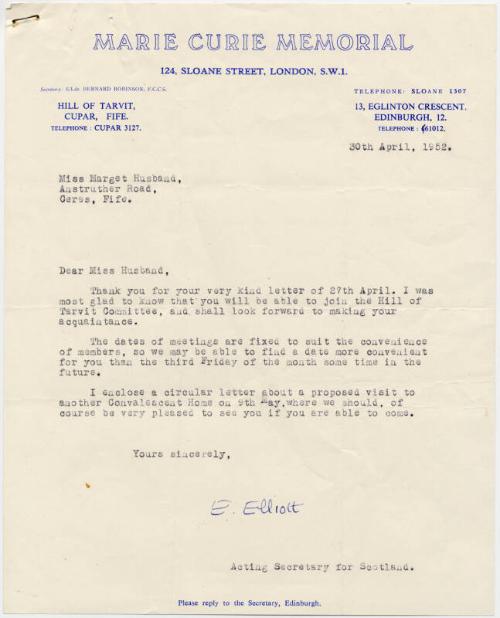 MARIE CURIE MEMORIAL
124, SLOANE STREET, LONDON, S.W.1.
Secretary: BERNARD ROBINSON, F.C.C.S.
TELEPHONE: SLOANE 1307
HILL OF TARVIT,
CUPAR, FIFE.
TELEPHONE: CUPAR 3127.
13, EGLINTON CRESCENT,
EDINBURGH, 12.
TELEPHONE: 61012.
30th April, 1952.
Miss Marget Husband,
Anstruther Road,
Ceres, Fife.
Dear Miss Husband,
Thank you for your very kind letter of 27th April. I was
most glad to know that you will be able to join the Hill of
Tarvit Committee, and shall look forward to making your
acquaintance.
The dates of meetings are fixed to suit the convenience
of members, so we may be able to find a date more convenient
for you than the third Friday of the month some time in the
future.
I enclose a circular letter about a proposed visit to
another Convalescent Home on 9th May,where we should, of
course be very pleased to see you if you are able to come.
Yours sincerely,
E. Elliott
Acting Secretary for Scotland.
Please reply to the Secretary, Edinburgh.